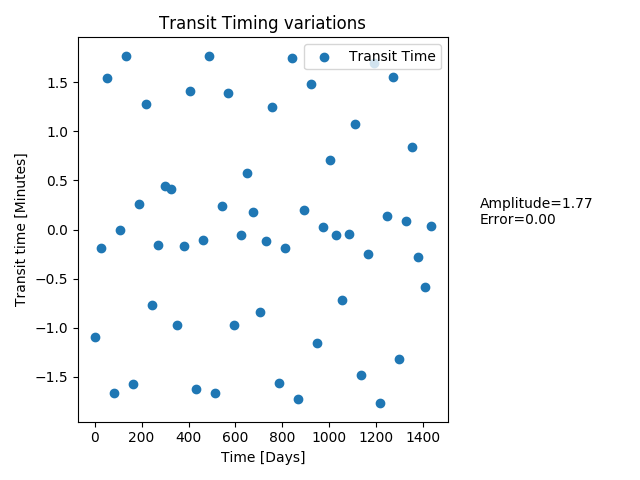 Transit Timing variations
Transit Time
1.5
1.0
0.5
0.0
−0.5
−1.0
−1.5
Transit time [Minutes]
0 200 400 600 800 1000 1200 1400
Time [Days]
Amplitude=1.77
Error=0.00